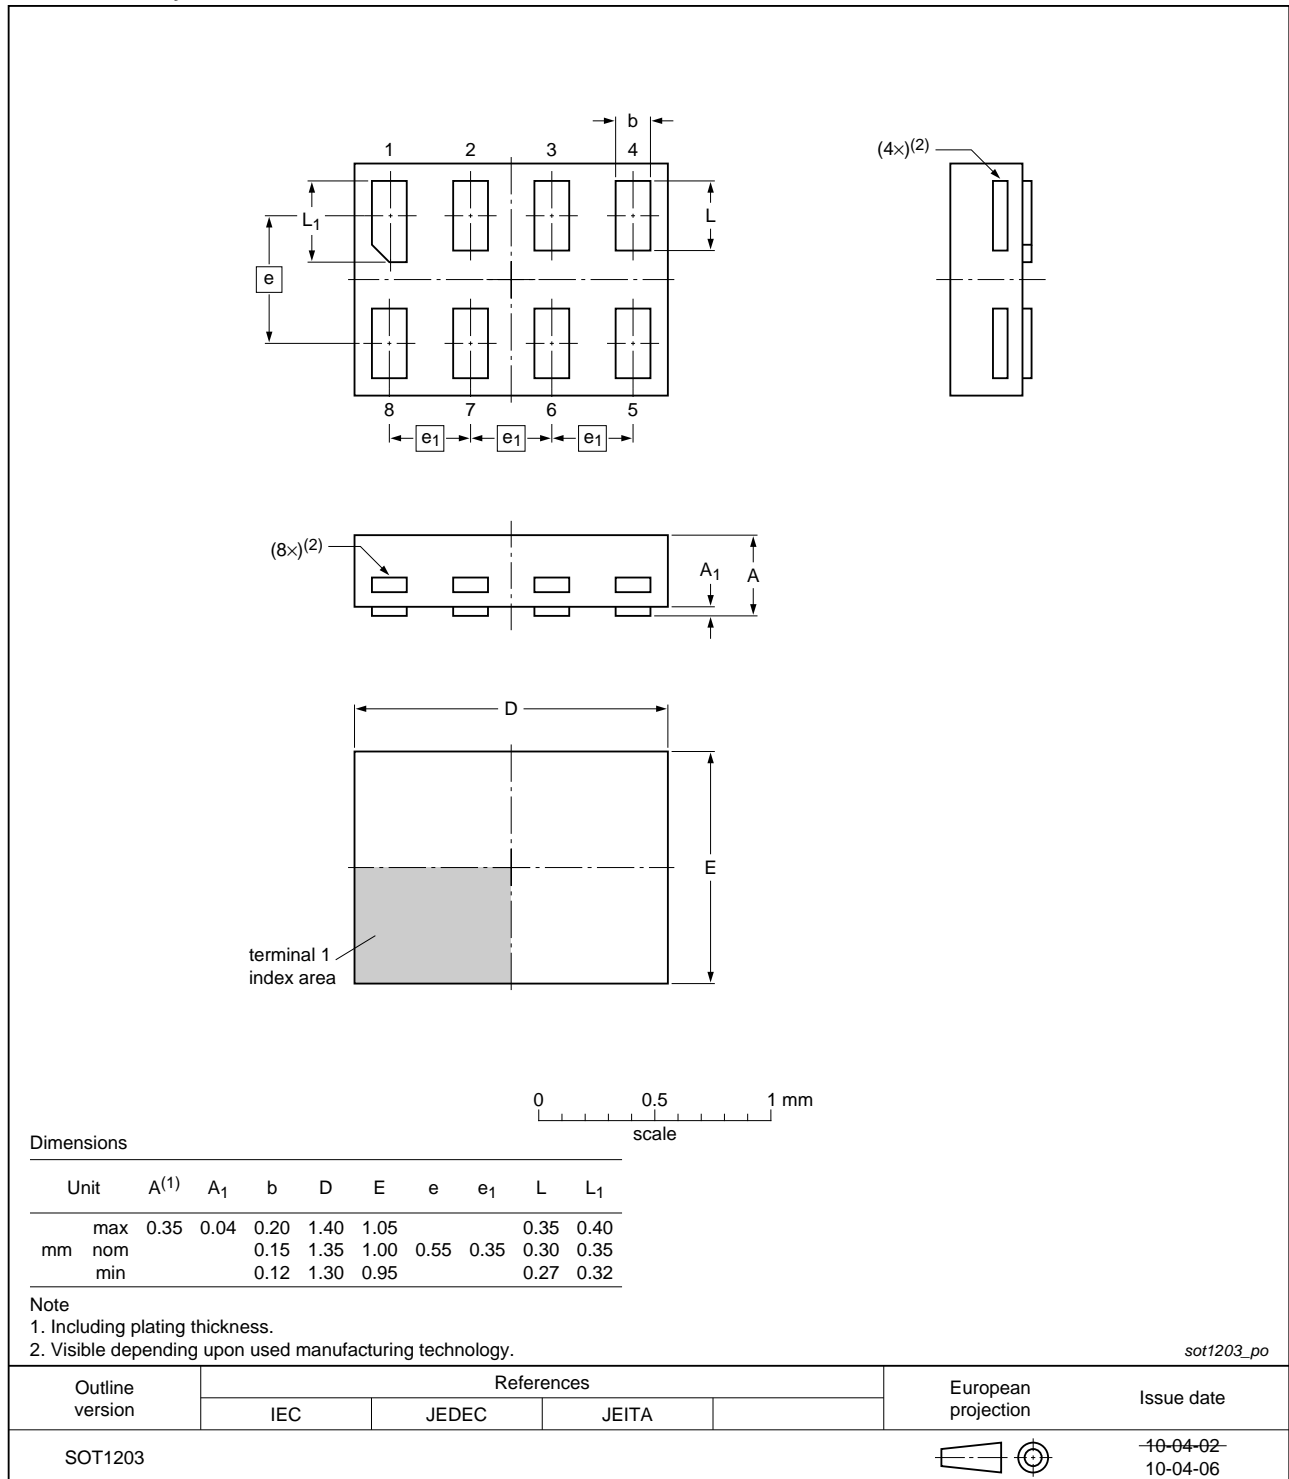 b
1 2 3 4
(4×)(2)
L1
L
e
8 7 6 5
e1 e1 e1
(8×)(2)
A1 A
D
E
terminal 1
index area
0 0.5 1 mm
scale
Dimensions
Unit A(1) A1 b D E e e1 L L1
max 0.35 0.04 0.20 1.40 1.05 0.35 0.40
mm nom 0.15 1.35 1.00 0.55 0.35 0.30 0.35
min 0.12 1.30 0.95 0.27 0.32
Note
1. Including plating thickness.
2. Visible depending upon used manufacturing technology.
sot1203_po
Outline version References European projection Issue date
IEC JEDEC JEITA
SOT1203 10-04-02
10-04-06